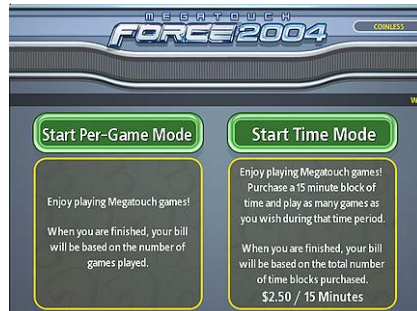 MEGATOUCH
FORCE 2004
COINLESS
W
Start Per-Game Mode
Enjoy playing Megatouch games!
When you are finished, your bill
will be based on the number of
games played.
Start Time Mode
Enjoy playing Megatouch games!
Purchase a 15 minute block of
time and play as many games as
you wish during that time period.
When you are finished, your bill
will be based on the total number
of time blocks purchased.
$2.50 / 15 Minutes